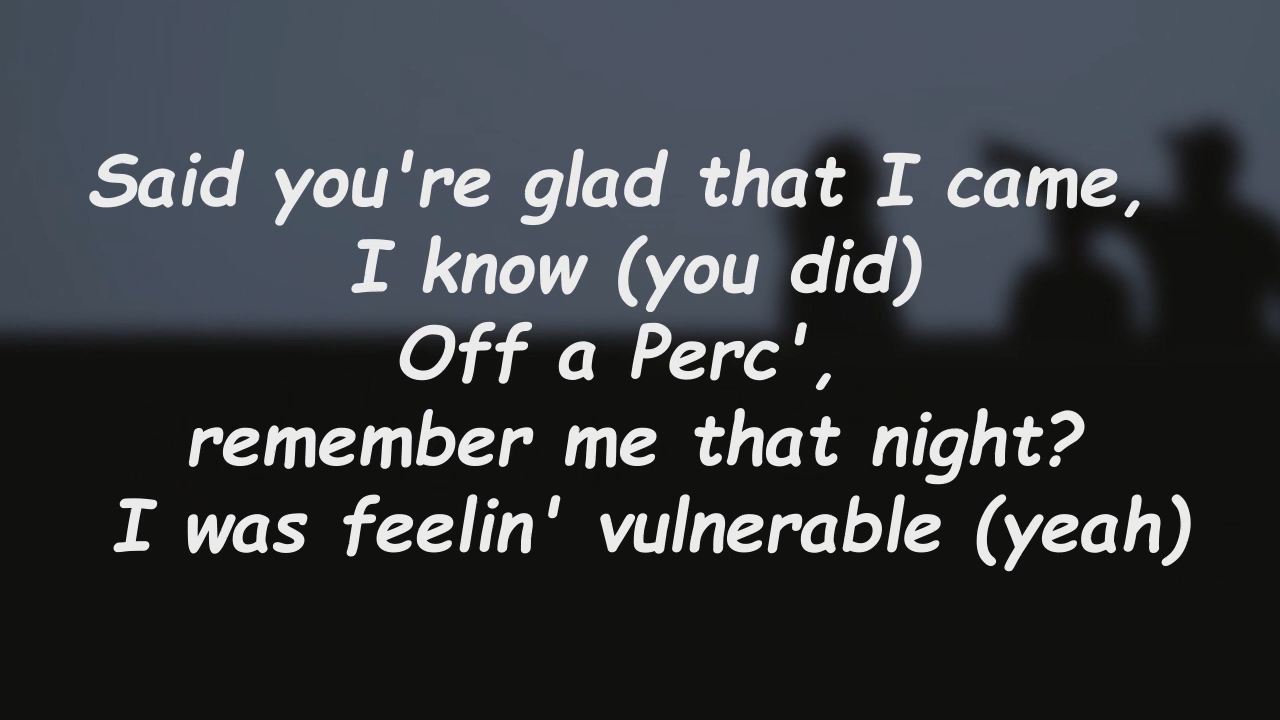 Said you're glad that I came,
I know (you did)
Off a Perc',
remember me that night?
I was feelin' vulnerable (yeah)